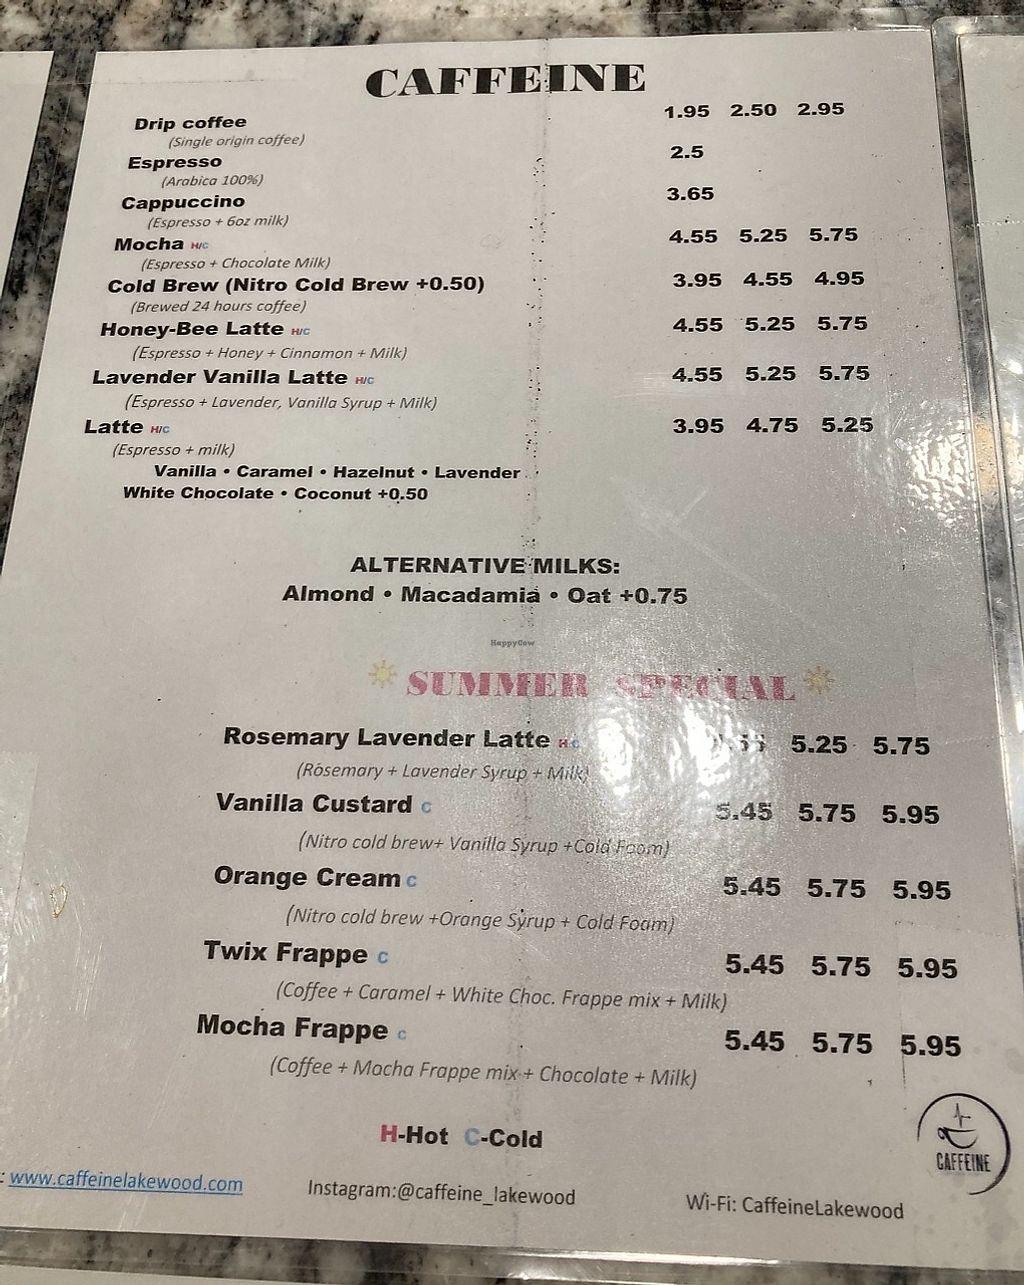 CAFFEINE
Drip coffee 1.95 2.50 2.95
(Single origin coffee)
Espresso 2.5
(Arabica 100%)
Cappuccino 3.65
(Espresso + 6oz milk)
Mocha H/C 4.55 5.25 5.75
(Espresso + Chocolate Milk)
Cold Brew (Nitro Cold Brew +0.50) 3.95 4.55 4.95
(Brewed 24 hours coffee)
Honey-Bee Latte H/C 4.55 5.25 5.75
(Espresso + Honey + Cinnamon + Milk)
Lavender Vanilla Latte H/C 4.55 5.25 5.75
(Espresso + Lavender, Vanilla Syrup + Milk)
Latte H/C 3.95 4.75 5.25
(Espresso + milk)
Vanilla • Caramel • Hazelnut • Lavender
White Chocolate • Coconut +0.50
ALTERNATIVE MILKS:
Almond • Macadamia • Oat +0.75
HappyCow
SUMMER SPECIAL
Rosemary Lavender Latte H/C 5.25 5.75
(Rosemary + Lavender Syrup + Milk)
Vanilla Custard C 5.45 5.75 5.95
(Nitro cold brew+ Vanilla Syrup +Cold Foam)
Orange Cream C 5.45 5.75 5.95
(Nitro cold brew +Orange Syrup + Cold Foam)
Twix Frappe C 5.45 5.75 5.95
(Coffee + Caramel + White Choc. Frappe mix + Milk)
Mocha Frappe C 5.45 5.75 5.95
(Coffee + Mocha Frappe mix + Chocolate + Milk)
H-Hot C-Cold
CAFFEINE
: www.caffeinelakewood.com Instagram:@caffeine_lakewood Wi-Fi: CaffeineLakewood